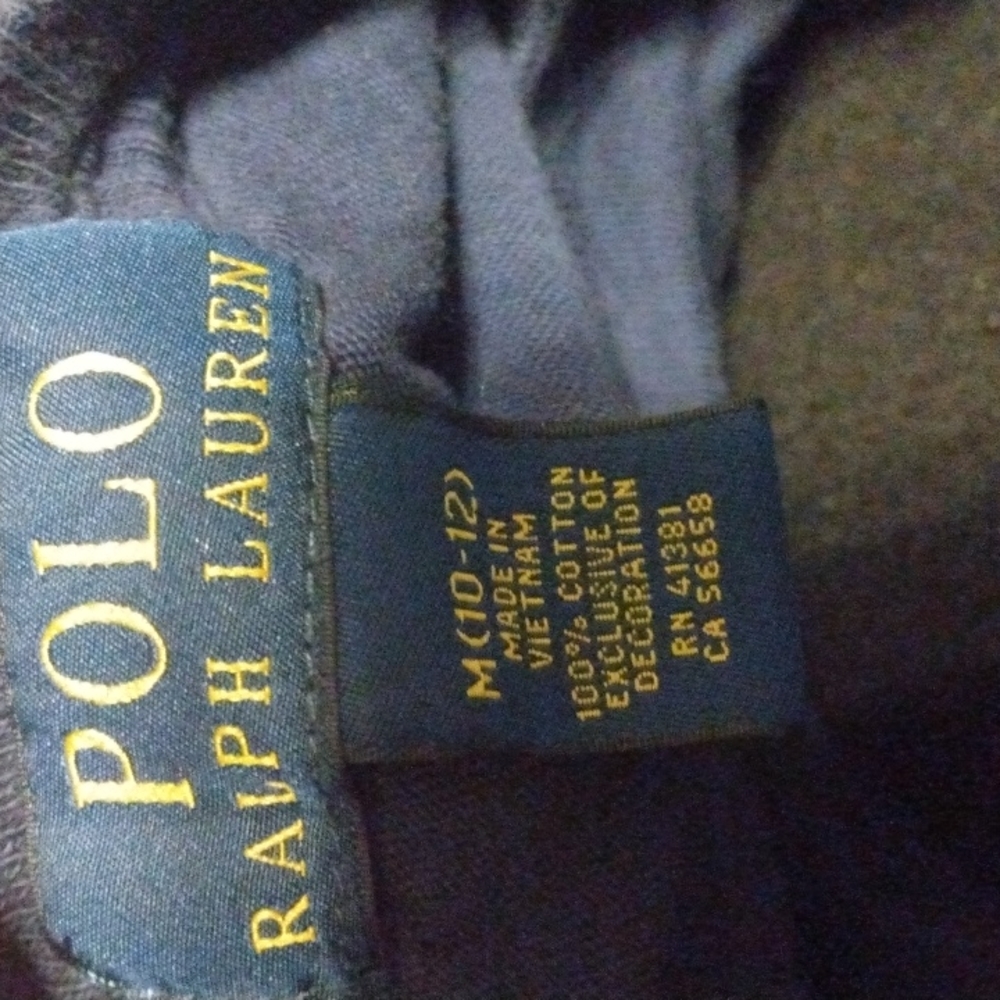 POLO
RALPH LAUREN
M(10-12)
MADE IN
VIETNAM
100% COTTON
EXCLUSIVE OF
DECORATION
RN 41381
CA 56658